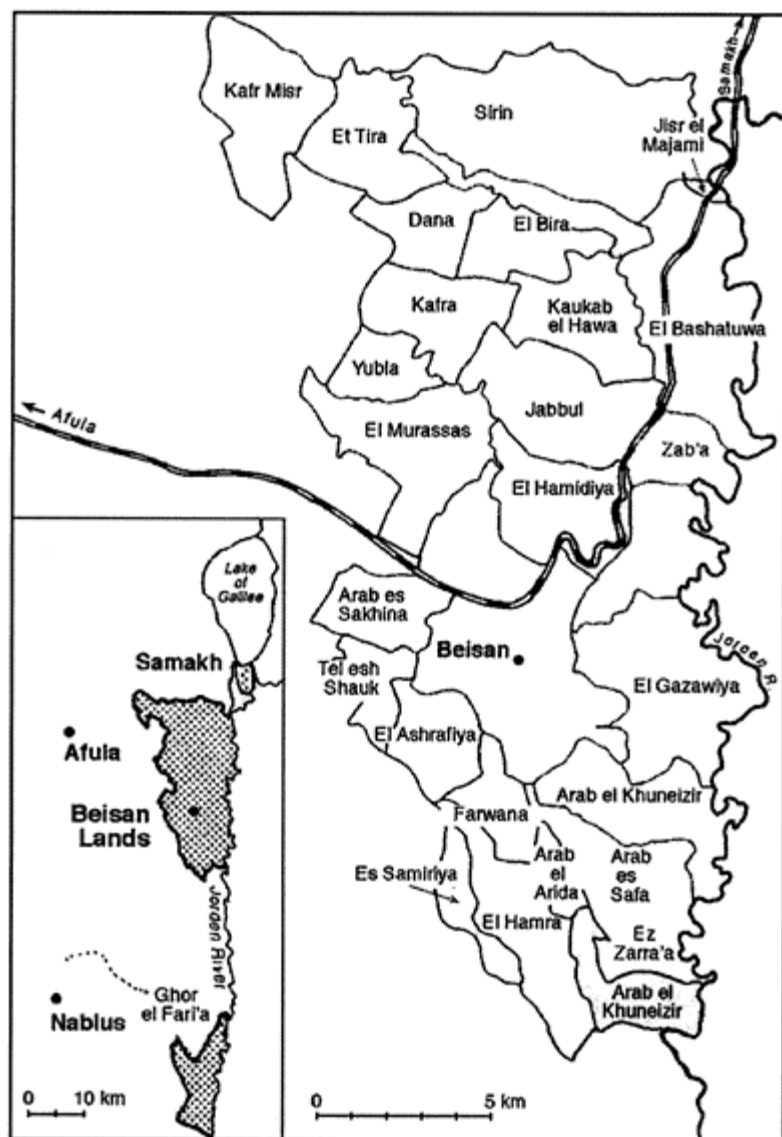 Samakh
Kafr Misr
Sirin
Et Tira
Jisr el
Majami
Dana
El Bira
Kafra
Kaukab
el Hawa
El Bashatuwa
Yubla
Jabbul
Afula
El Murassas
Zab'a
El Hamidiya
Arab es
Sakhina
Beisan
Jorden R.
Tel esh
Shauk
El Gazawiya
El Ashrafiya
Arab el Khuneizir
Farwana
Arab
el
Arida
Arab
es
Safa
Es Samiriya
El Hamra
Ez
Zarra'a
Arab el
Khuneizir
0 5 km
Lake
of
Galilee
Samakh
Afula
Beisan
Lands
Jorden River
Ghor
el Fari'a
Nablus
0 10 km